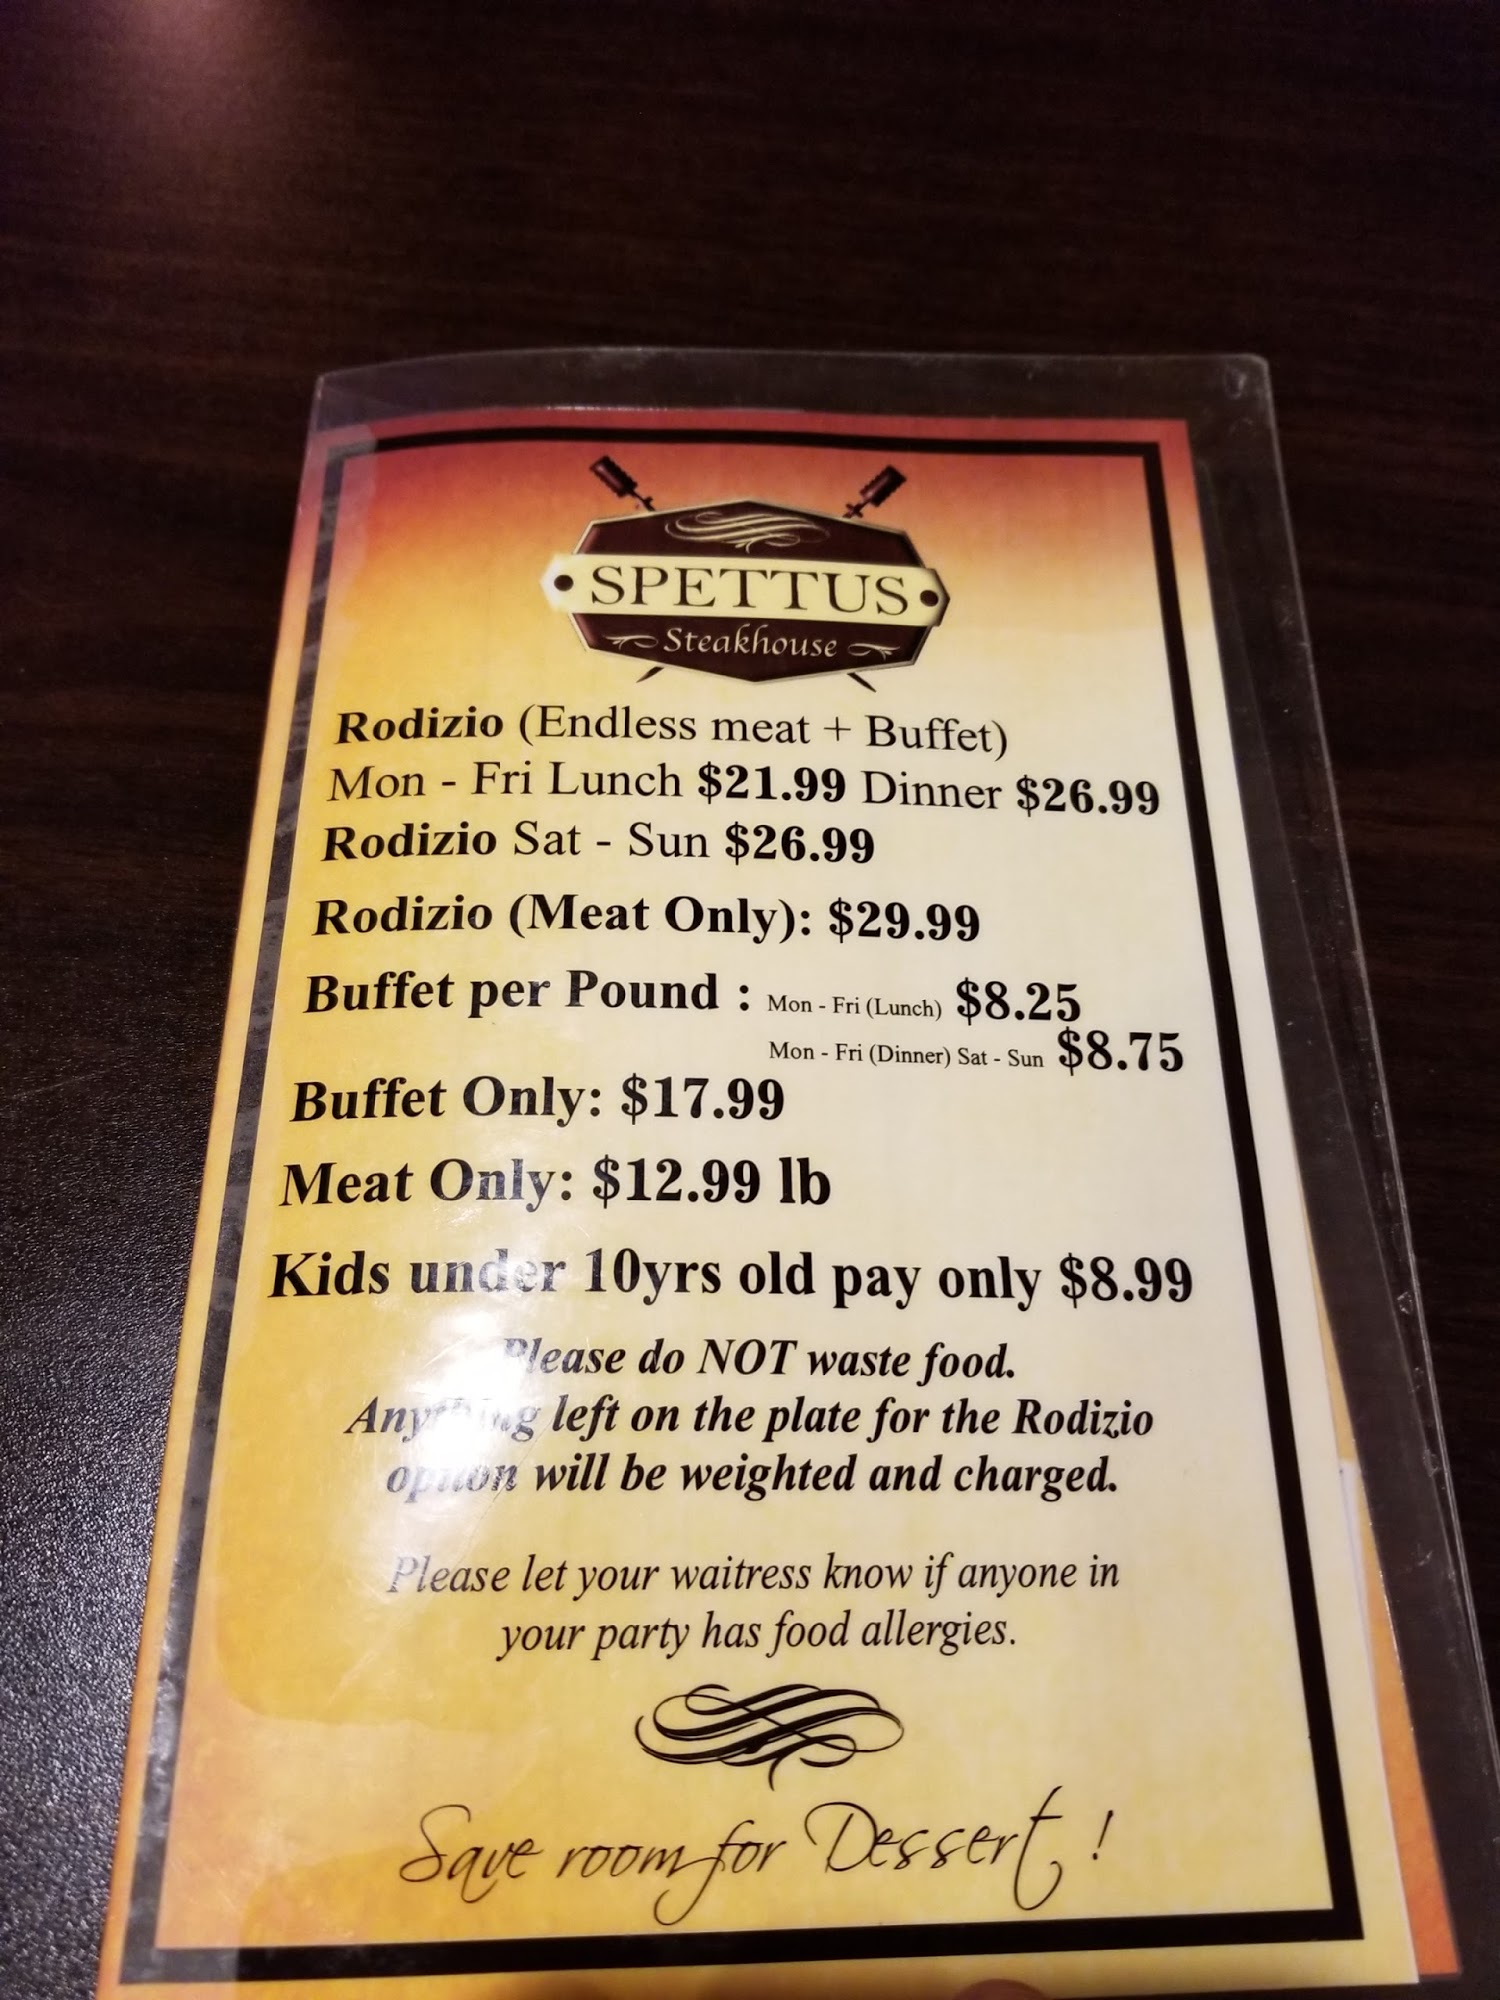 SPETTUS
Steakhouse
Rodizio (Endless meat + Buffet)
Mon - Fri Lunch $21.99 Dinner $26.99
Rodizio Sat - Sun $26.99
Rodizio (Meat Only): $29.99
Buffet per Pound : Mon - Fri (Lunch) $8.25
Mon - Fri (Dinner) Sat - Sun $8.75
Buffet Only: $17.99
Meat Only: $12.99 lb
Kids under 10yrs old pay only $8.99
Please do NOT waste food.
Anything left on the plate for the Rodizio
option will be weighted and charged.
Please let your waitress know if anyone in
your party has food allergies.
Save room for Dessert !